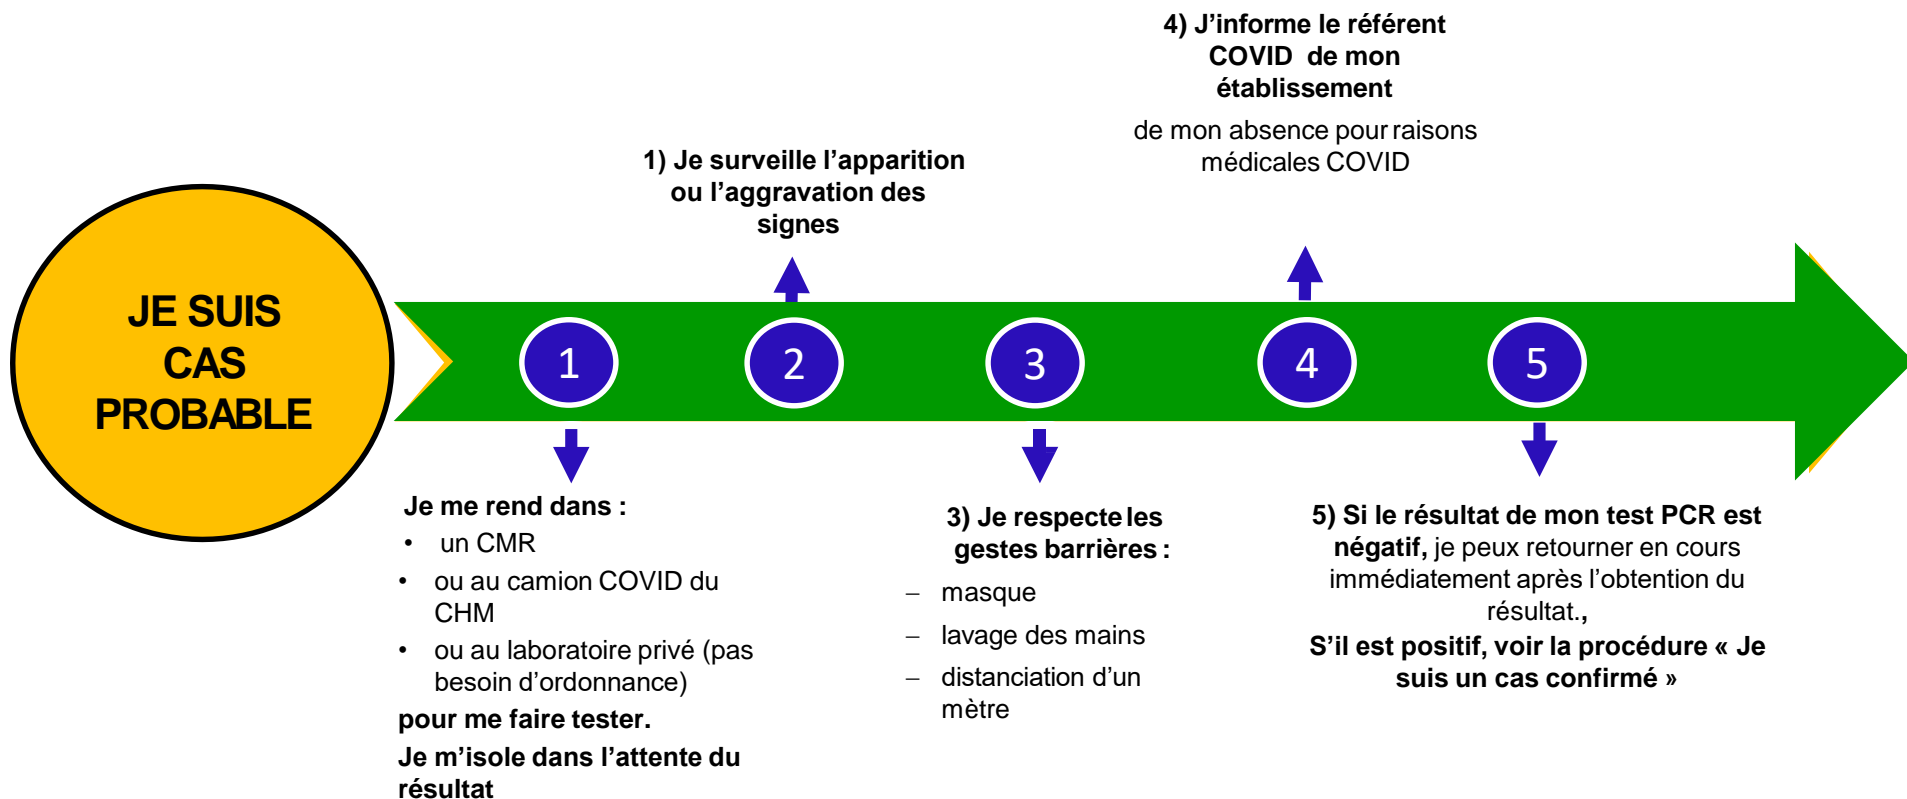 JE SUIS
CAS
PROBABLE
1
2
3
4
5
Je me rend dans :
• un CMR
• ou au camion COVID du
CHM
• ou au laboratoire privé (pas
besoin d'ordonnance)
pour me faire tester.
Je m’isole dans l’attente du
résultat
1) Je surveille l’apparition
ou l’aggravation des
signes
3) Je respecte les
gestes barrières :
– masque
– lavage des mains
– distanciation d’un
mètre
4) J’informe le référent
COVID de mon
établissement
de mon absence pour raisons
médicales COVID
5) Si le résultat de mon test PCR est
négatif, je peux retourner en cours
immédiatement après l’obtention du
résultat.,
S’il est positif, voir la procédure « Je
suis un cas confirmé »